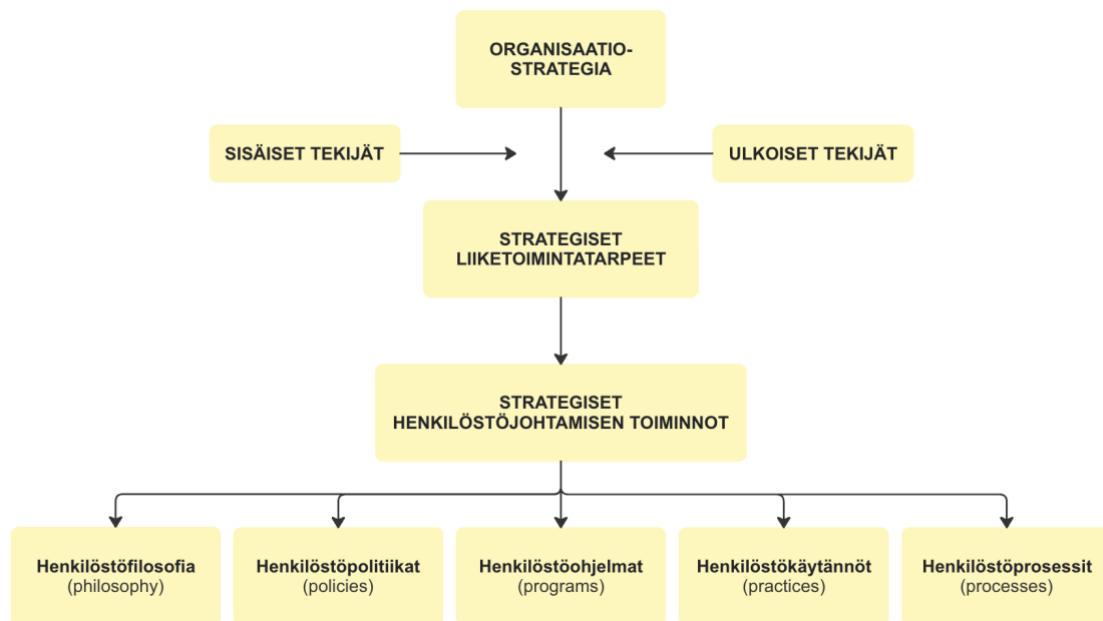 ORGANISAATIO-
STRATEGIA
SISÄISET TEKIJÄT
ULKOISET TEKIJÄT
STRATEGISET
LIIKETOIMINTATARPEET
STRATEGISET
HENKILÖSTÖJOHTAMISEN TOIMINNOT
Henkilöstöfilosofia
(philosophy)
Henkilöstöpolitiikat
(policies)
Henkilöstöohjelmat
(programs)
Henkilöstökäytännöt
(practices)
Henkilöstöprosessit
(processes)